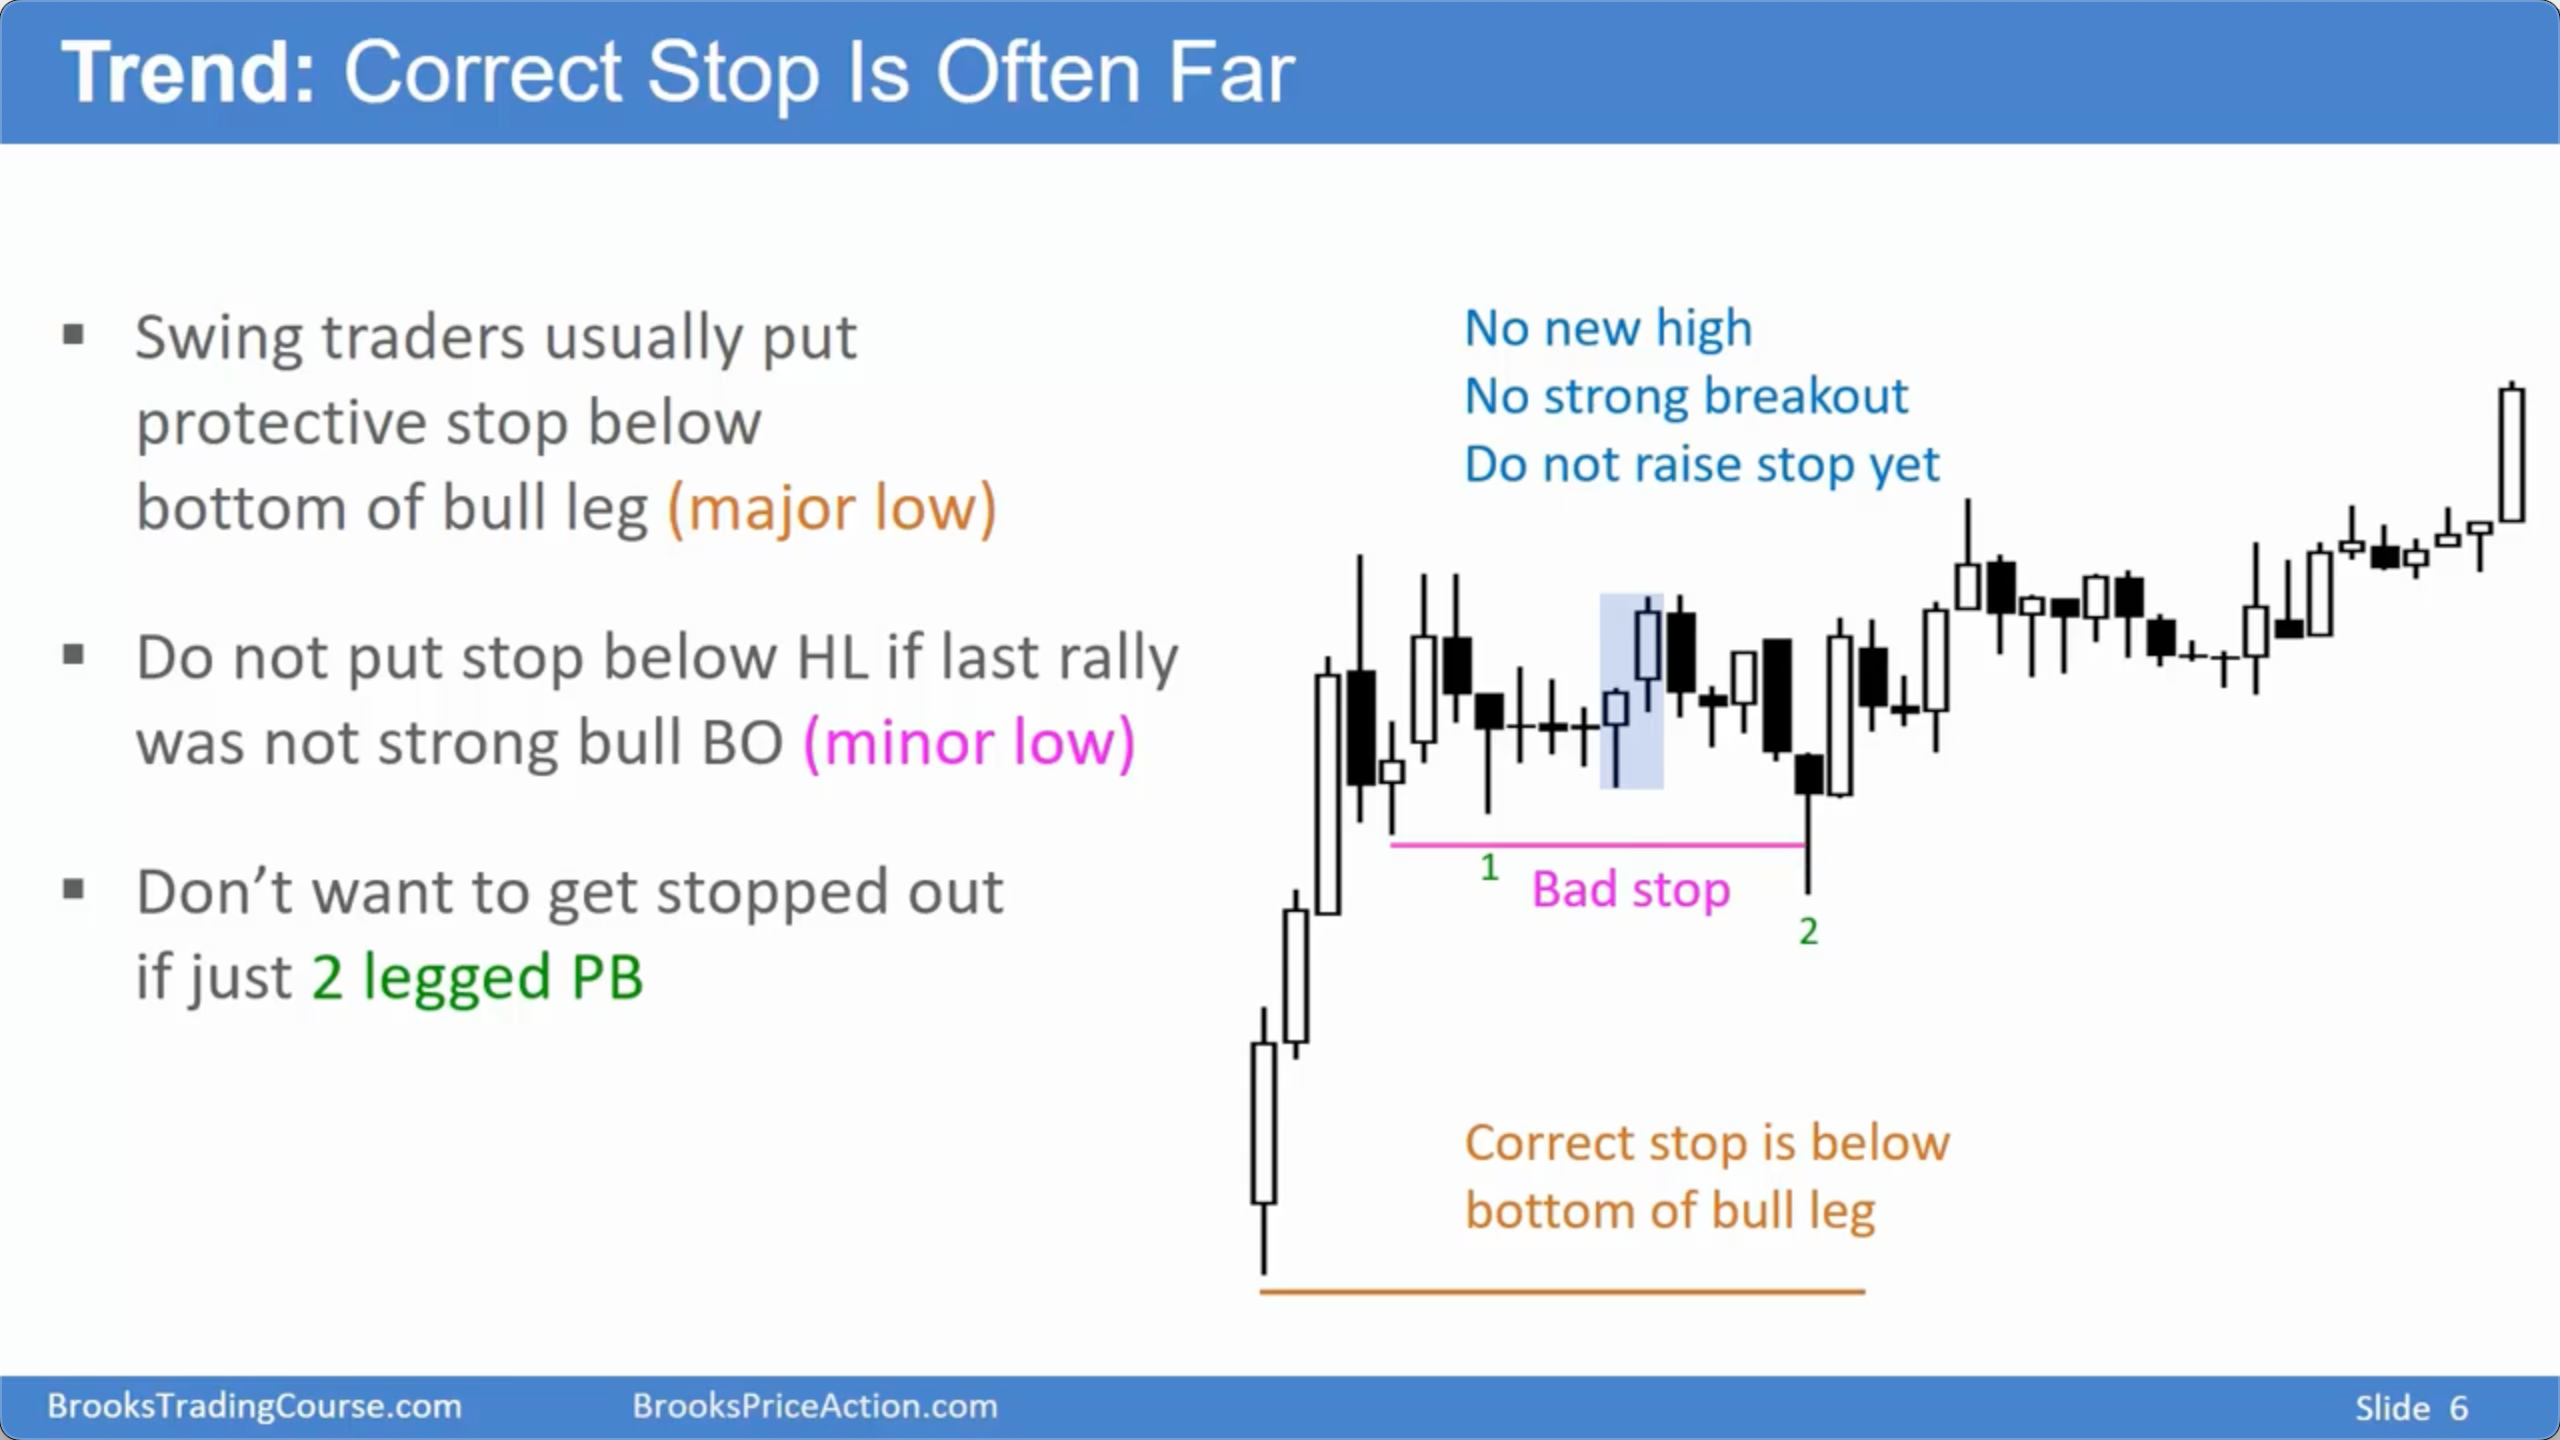 Trend: Correct Stop Is Often Far
▪ Swing traders usually put
protective stop below
bottom of bull leg (major low)
▪ Do not put stop below HL if last rally
was not strong bull BO (minor low)
▪ Don’t want to get stopped out
if just 2 legged PB
No new high
No strong breakout
Do not raise stop yet
1
Bad stop
2
Correct stop is below
bottom of bull leg
BrooksTradingCourse.com
BrooksPriceAction.com
Slide 6